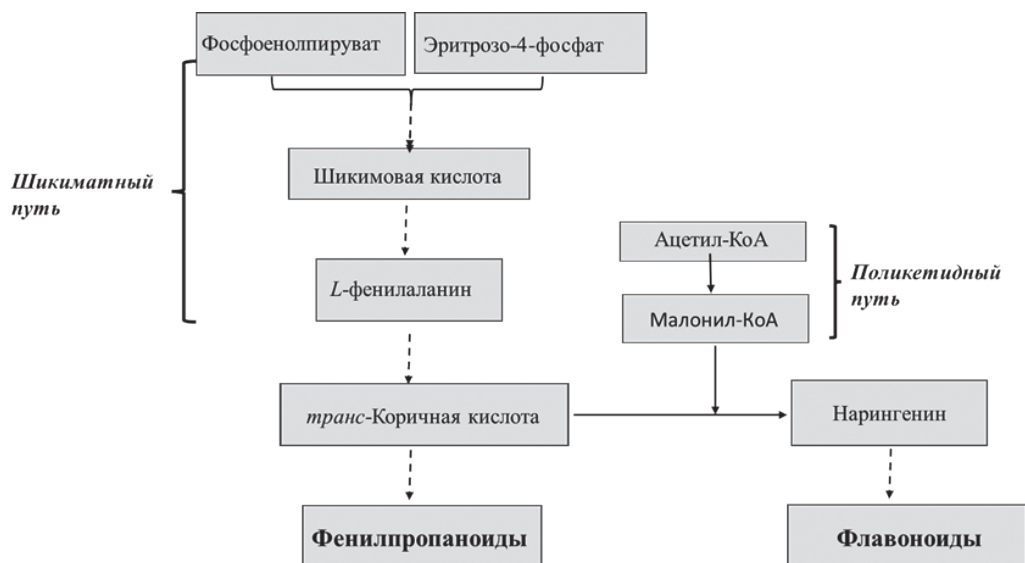 Фосфоенолпируват
Эритрозо-4-фосфат
Шикиматный
путь
Шикимовая кислота
L-фенилаланин
Ацетил-КоА
Малонил-КоА
Поликетидный
путь
транс-Коричная кислота
Нарингенин
Фенилпропаноиды
Флавоноиды